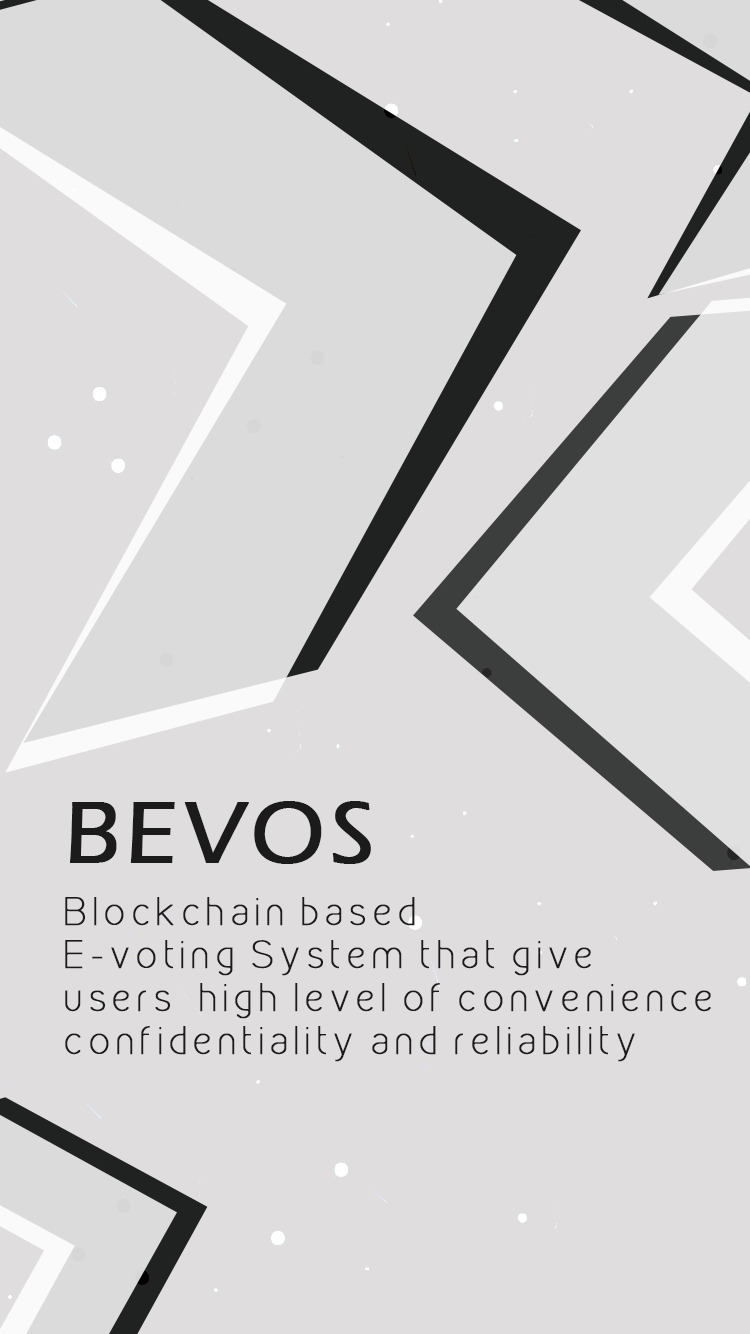 BEVOS
Blockchain based
E-voting System that give
users high level of convenience
confidentiality and reliability